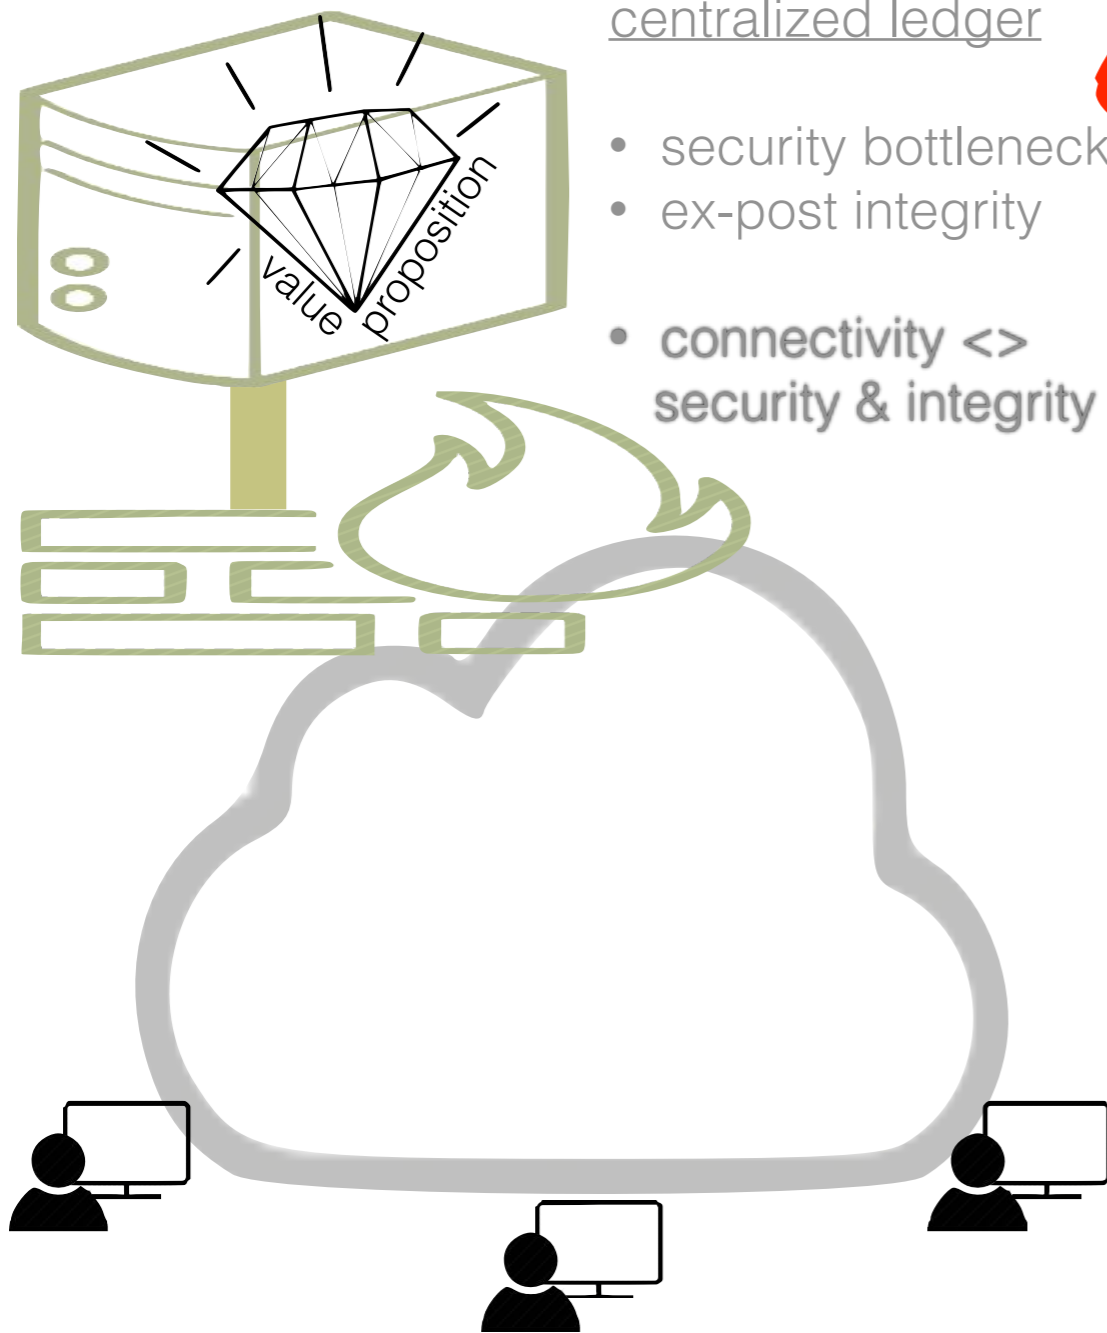 centralized ledger
• security bottleneck
• ex-post integrity
• connectivity <>
security & integrity
value
proposition